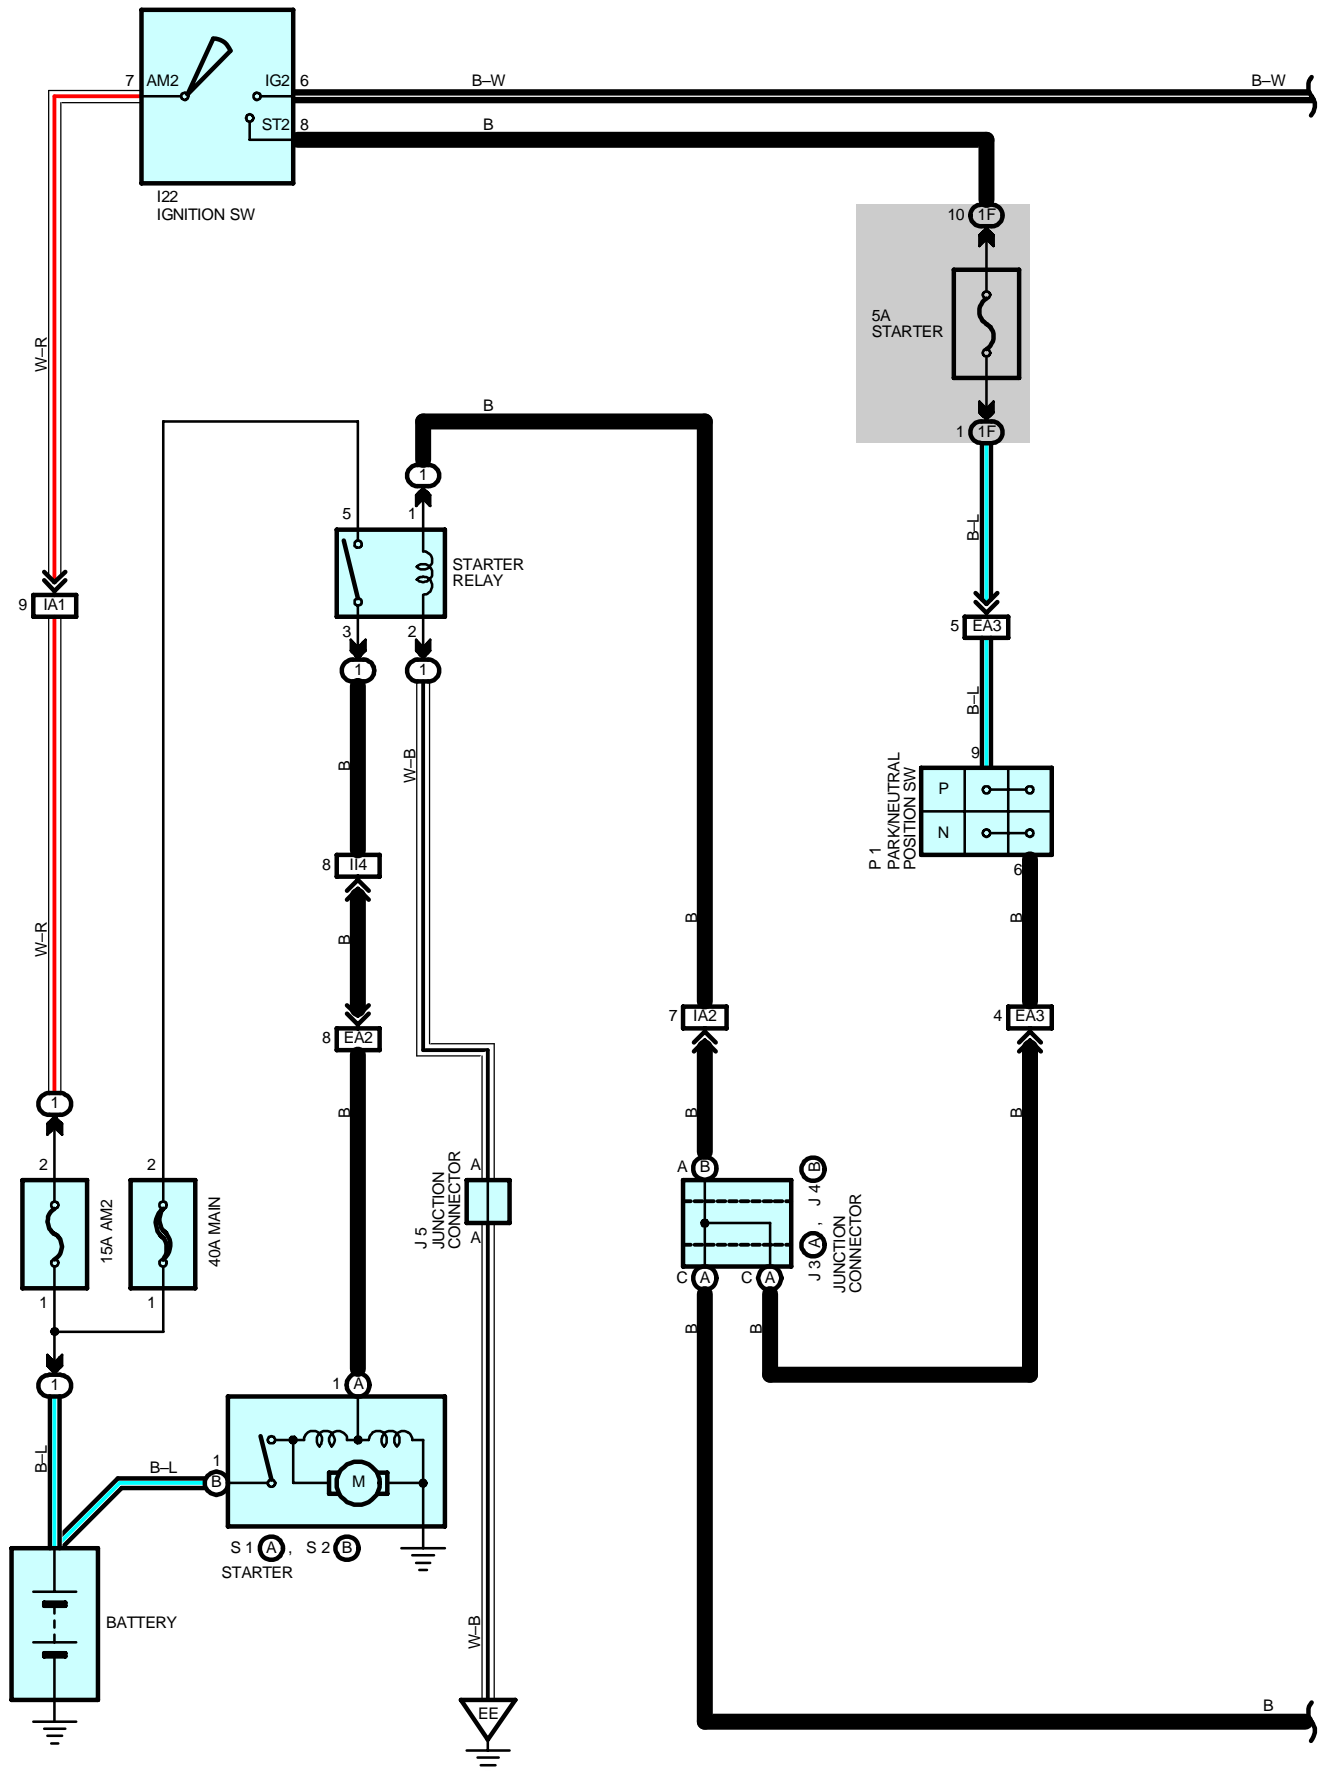 7 AM2 IG2 6 B–W B–W
ST2 8 B
I22
IGNITION SW
10 1F
5A
STARTER
W–R
B
1 1F
1
5 1
B–L
STARTER
RELAY
9 IA1
3 2
5 EA3
1 1
B–L
9
B
W–B
P 1
PARK/NEUTRAL
POSITION SW
P
N
8 II4
6
W–R
B
B
B
7 IA2
4 EA3
8 EA2
1
B
B
B
2 2
A
A B
J 3 A , J 4 B
JUNCTION
CONNECTOR
15A AM2
40A MAIN
J 5
JUNCTION
CONNECTOR
A
C A C A
1 1
B
B
1
1 A
B–L
B–L
1
B
M
S 1 A , S 2 B
STARTER
BATTERY
W–B
EE
B